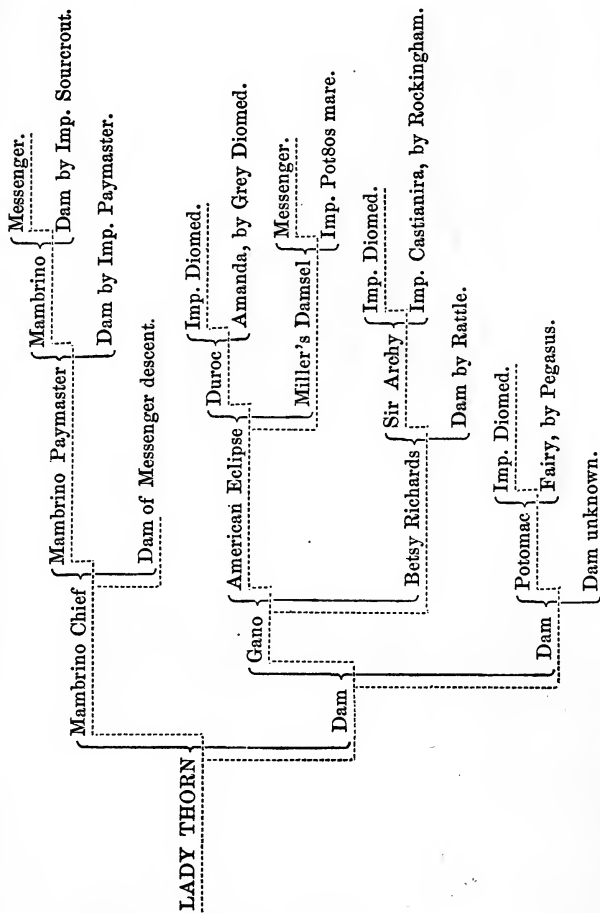 LADY THORN
Mambrino Chief
Mambrino Paymaster
Mambrino
Messenger.
Dam by Imp. Sourcrout.
Dam by Imp. Paymaster.
Dam of Messenger descent.
Dam
Gano
American Eclipse
Duroc
Imp. Diomed.
Amanda, by Grey Diomed.
Miller's Damsel
Messenger.
Imp. Pot8os mare.
Betsy Richards
Sir Archy
Imp. Diomed.
Imp. Castianira, by Rockingham.
Dam by Rattle.
Dam
Potomac
Imp. Diomed.
Fairy, by Pegasus.
Dam unknown.